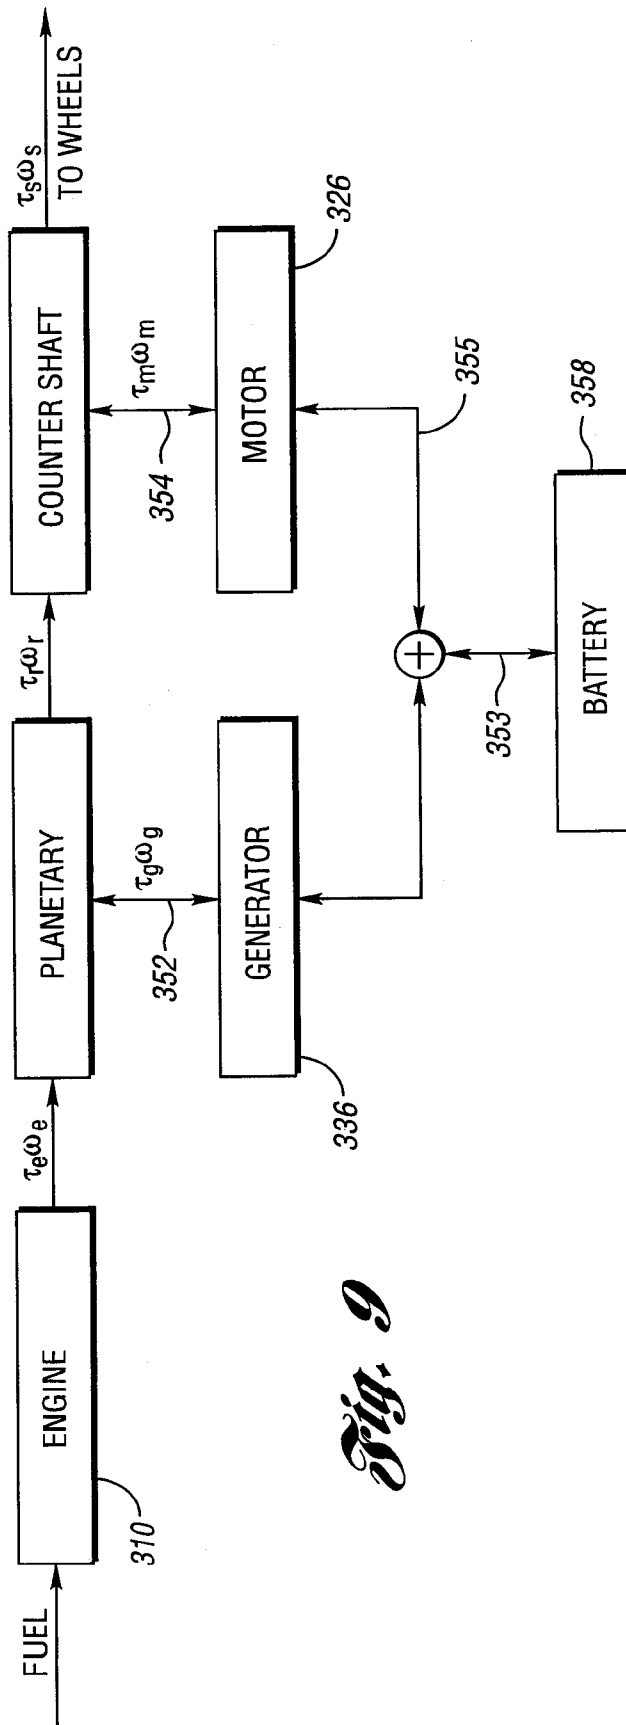 FUEL
ENGINE
310
τeωe
PLANETARY
τrωr
COUNTER SHAFT
τsωs
TO WHEELS
352
τgωg
354
τmωm
GENERATOR
336
MOTOR
326
355
353
BATTERY
358
Fig. 9